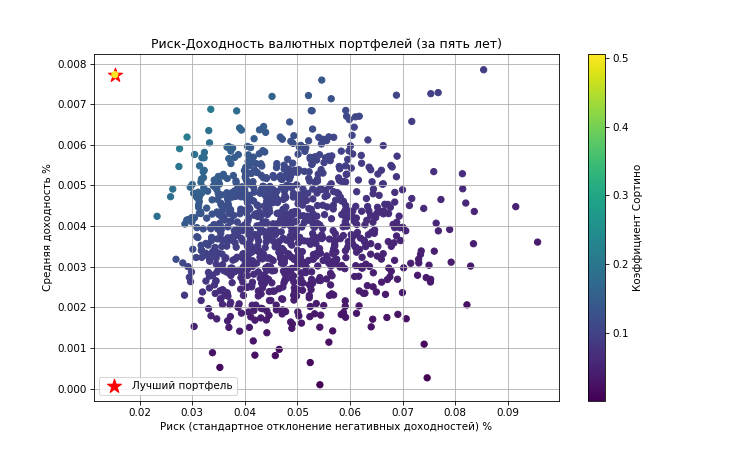 Риск-Доходность валютных портфелей (за пять лет)
0.008
0.007
0.006
0.005
0.004
0.003
0.002
0.001
0.000
Средняя доходность %
Лучший портфель
0.02 0.03 0.04 0.05 0.06 0.07 0.08 0.09
Риск (стандартное отклонение негативных доходностей) %
0.5
0.4
0.3
0.2
0.1
Коэффициент Сортино